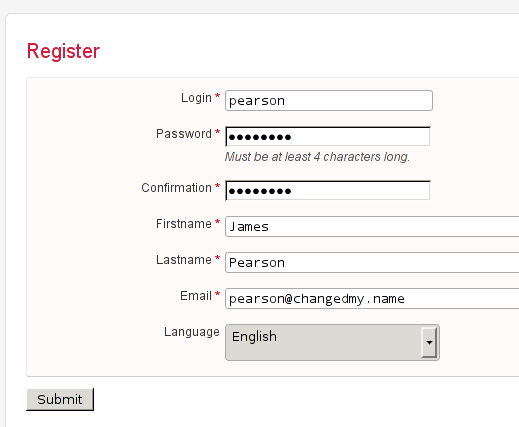 Register
Login * pearson
Password * ●●●●●●●●
Must be at least 4 characters long.
Confirmation * ●●●●●●●●
Firstname * James
Lastname * Pearson
Email * pearson@changedmy.name
Language English
Submit